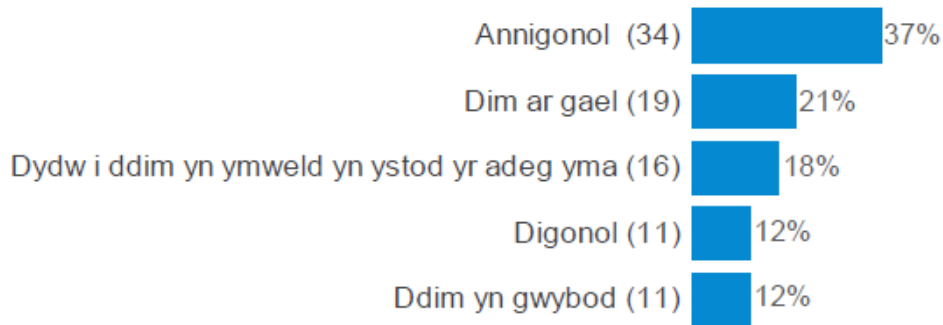 Annigonol (34) 37%
Dim ar gael (19) 21%
Dydw i ddim yn ymweld yn ystod yr adeg yma (16) 18%
Digonol (11) 12%
Ddim yn gwybod (11) 12%